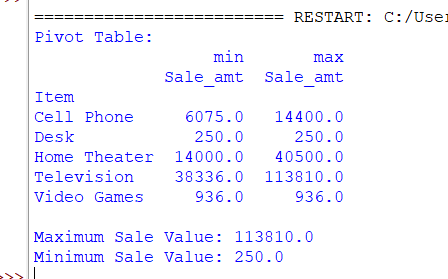 >>>
========================= RESTART: C:/User
Pivot Table:
min max
Sale_amt Sale_amt
Item
Cell Phone 6075.0 14400.0
Desk 250.0 250.0
Home Theater 14000.0 40500.0
Television 38336.0 113810.0
Video Games 936.0 936.0
Maximum Sale Value: 113810.0
Minimum Sale Value: 250.0
>>>